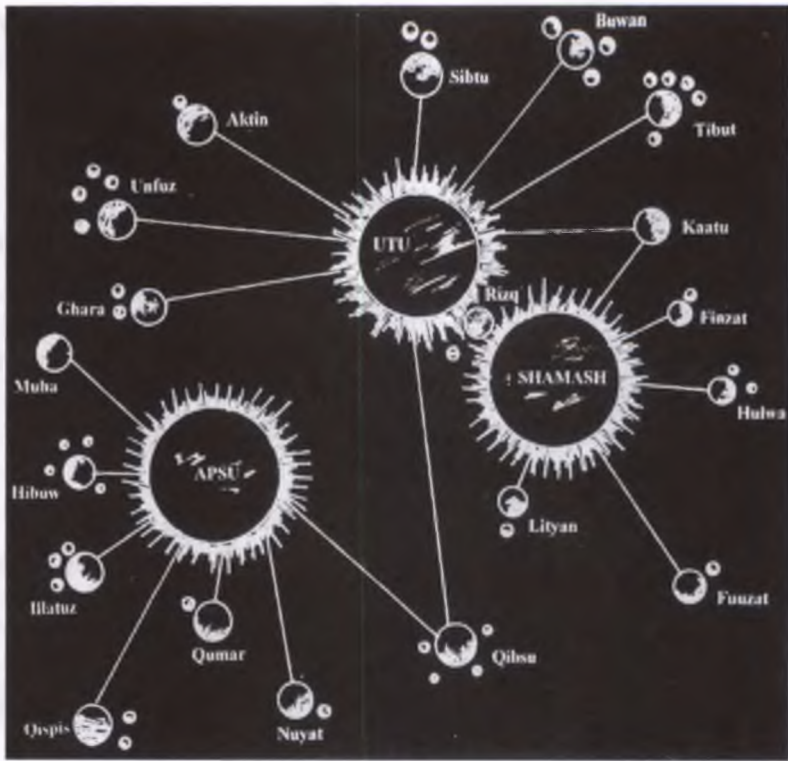 Buwan
Sibtu
Aktin
Tibut
Unfuz
UTU
Kaatu
Rizq
Ghara
Finzat
Muha
SHAMASH
Hulwa
APSU
Hibuw
Lityan
Illatuz
Fuuzat
Qumar
Qibsu
Qispis
Nuyat